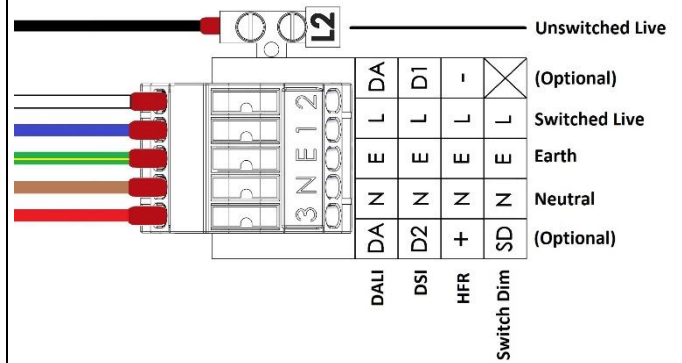 L2
Unswitched Live
2 DA D1 - (Optional)
1 L L L L Switched Live
E E E E E Earth
N N N N N Neutral
3 DA D2 + SD (Optional)
DALI
DSI
HFR
Switch Dim